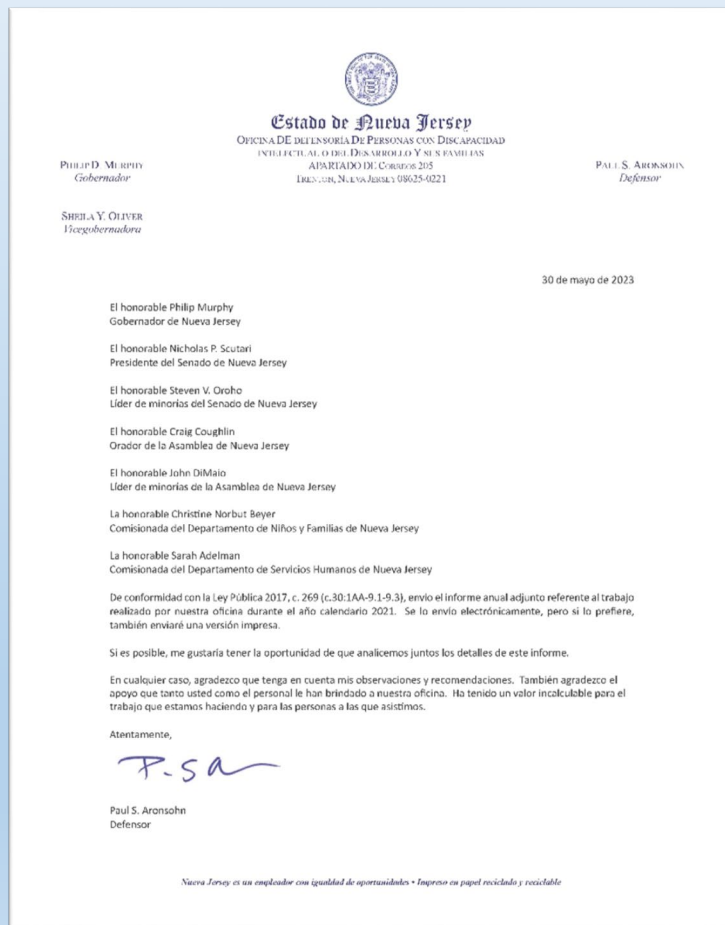 Estado de Nueva Jersey
OFICINA DE DEFENSORÍA DE PERSONAS CON DISCAPACIDAD
INTELECTUAL O DEL DESARROLLO Y SUS FAMILIAS
APARTADO DE CORREOS 205
TRENTON, NUEVA JERSEY 08625-0221
PHILIP D. MURPHY
Gobernador
PAUL S. ARONSOHN
Defensor
SHEILA Y. OLIVER
Vicegobernadora
30 de mayo de 2023
El honorable Philip Murphy
Gobernador de Nueva Jersey
El honorable Nicholas P. Scutari
Presidente del Senado de Nueva Jersey
El honorable Steven V. Oroho
Líder de minorías del Senado de Nueva Jersey
El honorable Craig Coughlin
Orador de la Asamblea de Nueva Jersey
El honorable John DiMaio
Líder de minorías de la Asamblea de Nueva Jersey
La honorable Christine Norbut Beyer
Comisionada del Departamento de Niños y Familias de Nueva Jersey
La honorable Sarah Adelman
Comisionada del Departamento de Servicios Humanos de Nueva Jersey
De conformidad con la Ley Pública 2017, c. 269 (c.30:1AA-9.1-9.3), envío el informe anual adjunto referente al trabajo
realizado por nuestra oficina durante el año calendario 2021. Se lo envío electrónicamente, pero si lo prefiere,
también enviaré una versión impresa.
Si es posible, me gustaría tener la oportunidad de que analicemos juntos los detalles de este informe.
En cualquier caso, agradezco que tenga en cuenta mis observaciones y recomendaciones. También agradezco el
apoyo que tanto usted como el personal le han brindado a nuestra oficina. Ha tenido un valor incalculable para el
trabajo que estamos haciendo y para las personas a las que asistimos.
Atentamente,
P. Sa
Paul S. Aronsohn
Defensor
Nueva Jersey es un empleador con igualdad de oportunidades • Impreso en papel reciclado y reciclable